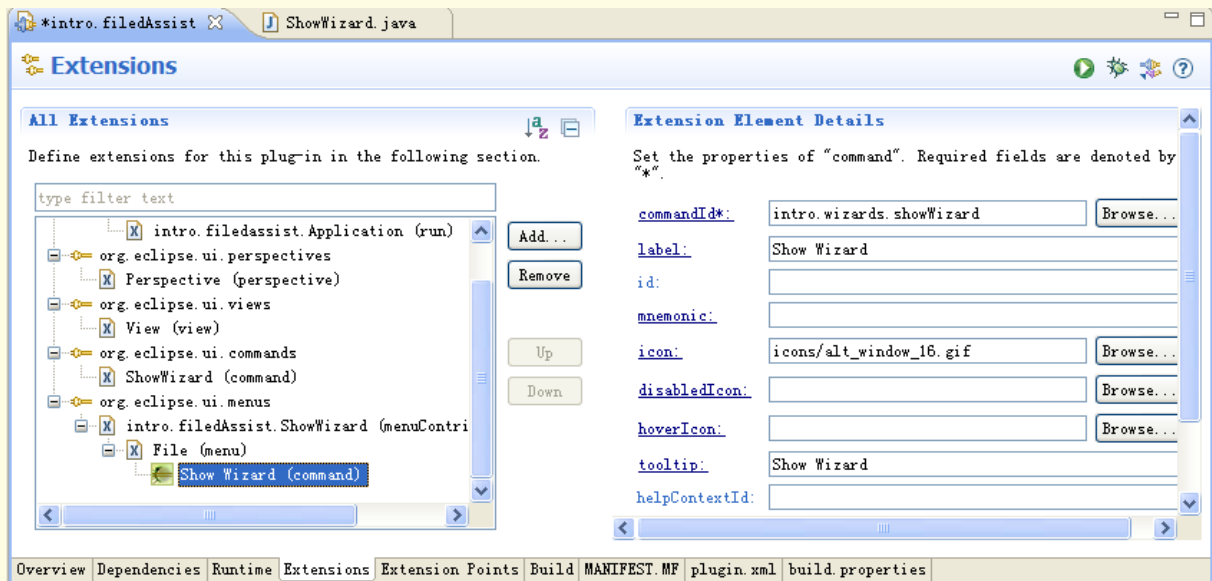 *intro.filedAssist ShowWizard.java
Extensions
All Extensions
Define extensions for this plug-in in the following section.
type filter text
intro.filedassist.Application (run)
org.eclipse.ui.perspectives
Perspective (perspective)
org.eclipse.ui.views
View (view)
org.eclipse.ui.commands
ShowWizard (command)
org.eclipse.ui.menus
intro.filedAssist.ShowWizard (menuContri
File (menu)
Show Wizard (command)
Add...
Remove
Up
Down
Extension Element Details
Set the properties of "command". Required fields are denoted by
"*".
commandId*: intro.wizards.showWizard Browse...
label: Show Wizard
id:
mnemonic:
icon: icons/alt_window_16.gif Browse...
disabledIcon: Browse...
hoverIcon: Browse...
tooltip: Show Wizard
helpContextId:
Overview Dependencies Runtime Extensions Extension Points Build MANIFEST.MF plugin.xml build.properties